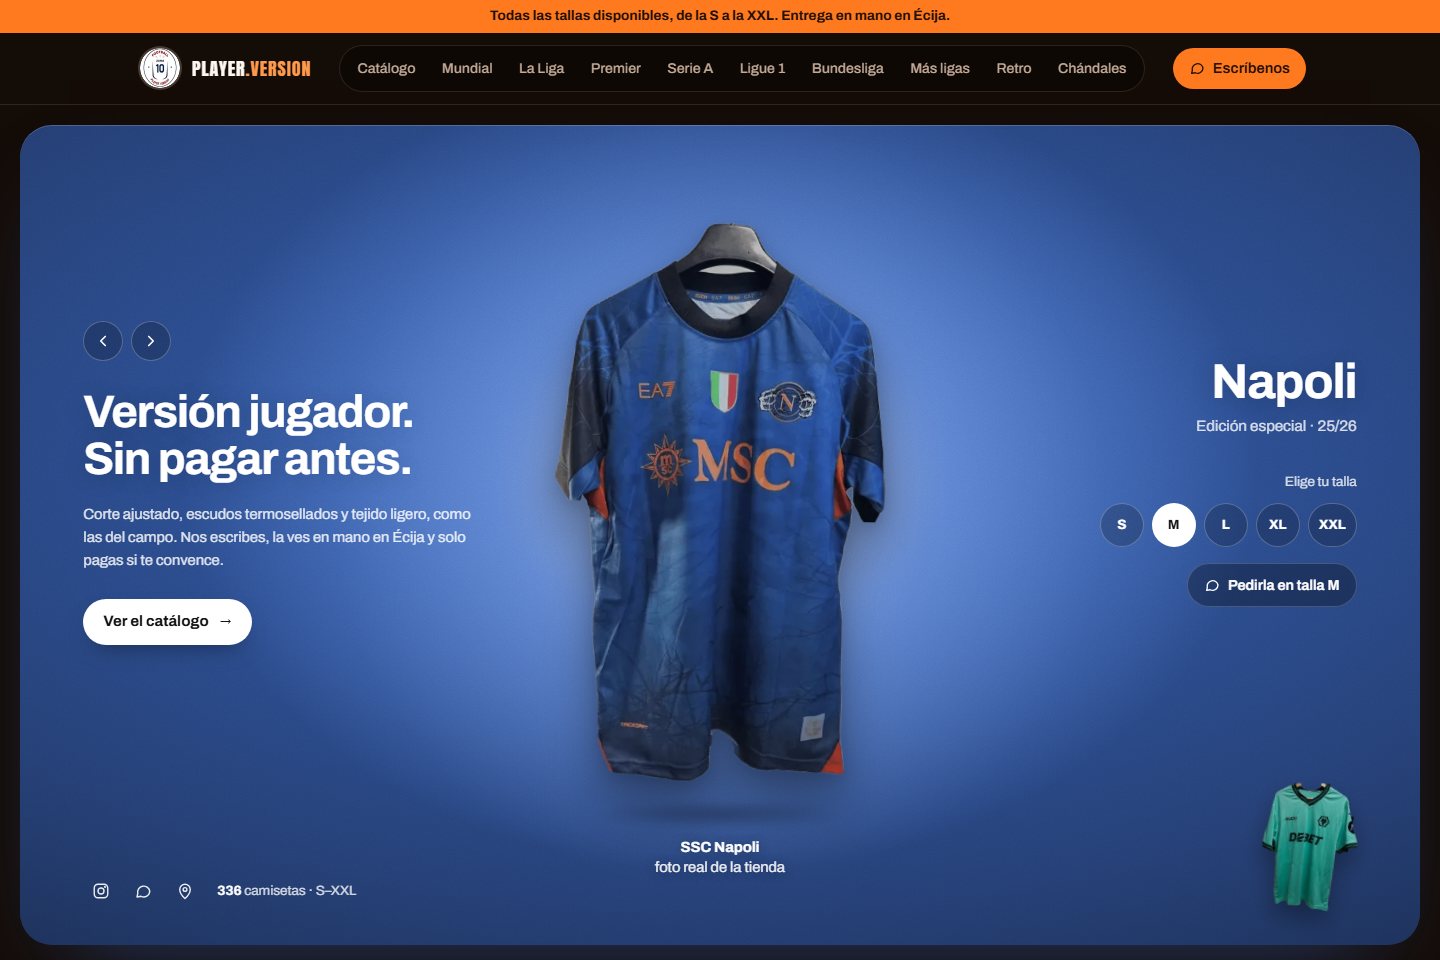 Todas las tallas disponibles, de la S a la XXL. Entrega en mano en Écija.
10
PLAYER.VERSION
Catálogo
Mundial
La Liga
Premier
Serie A
Ligue 1
Bundesliga
Más ligas
Retro
Chándales
Escríbenos
Versión jugador.
Sin pagar antes.
Corte ajustado, escudos termosellados y tejido ligero, como
las del campo. Nos escribes, la ves en mano en Écija y solo
pagas si te convence.
Ver el catálogo →
336 camisetas · S–XXL
EA7
N
MSC
SSC Napoli
foto real de la tienda
Napoli
Edición especial · 25/26
Elige tu talla
S
M
L
XL
XXL
Pedirla en talla M